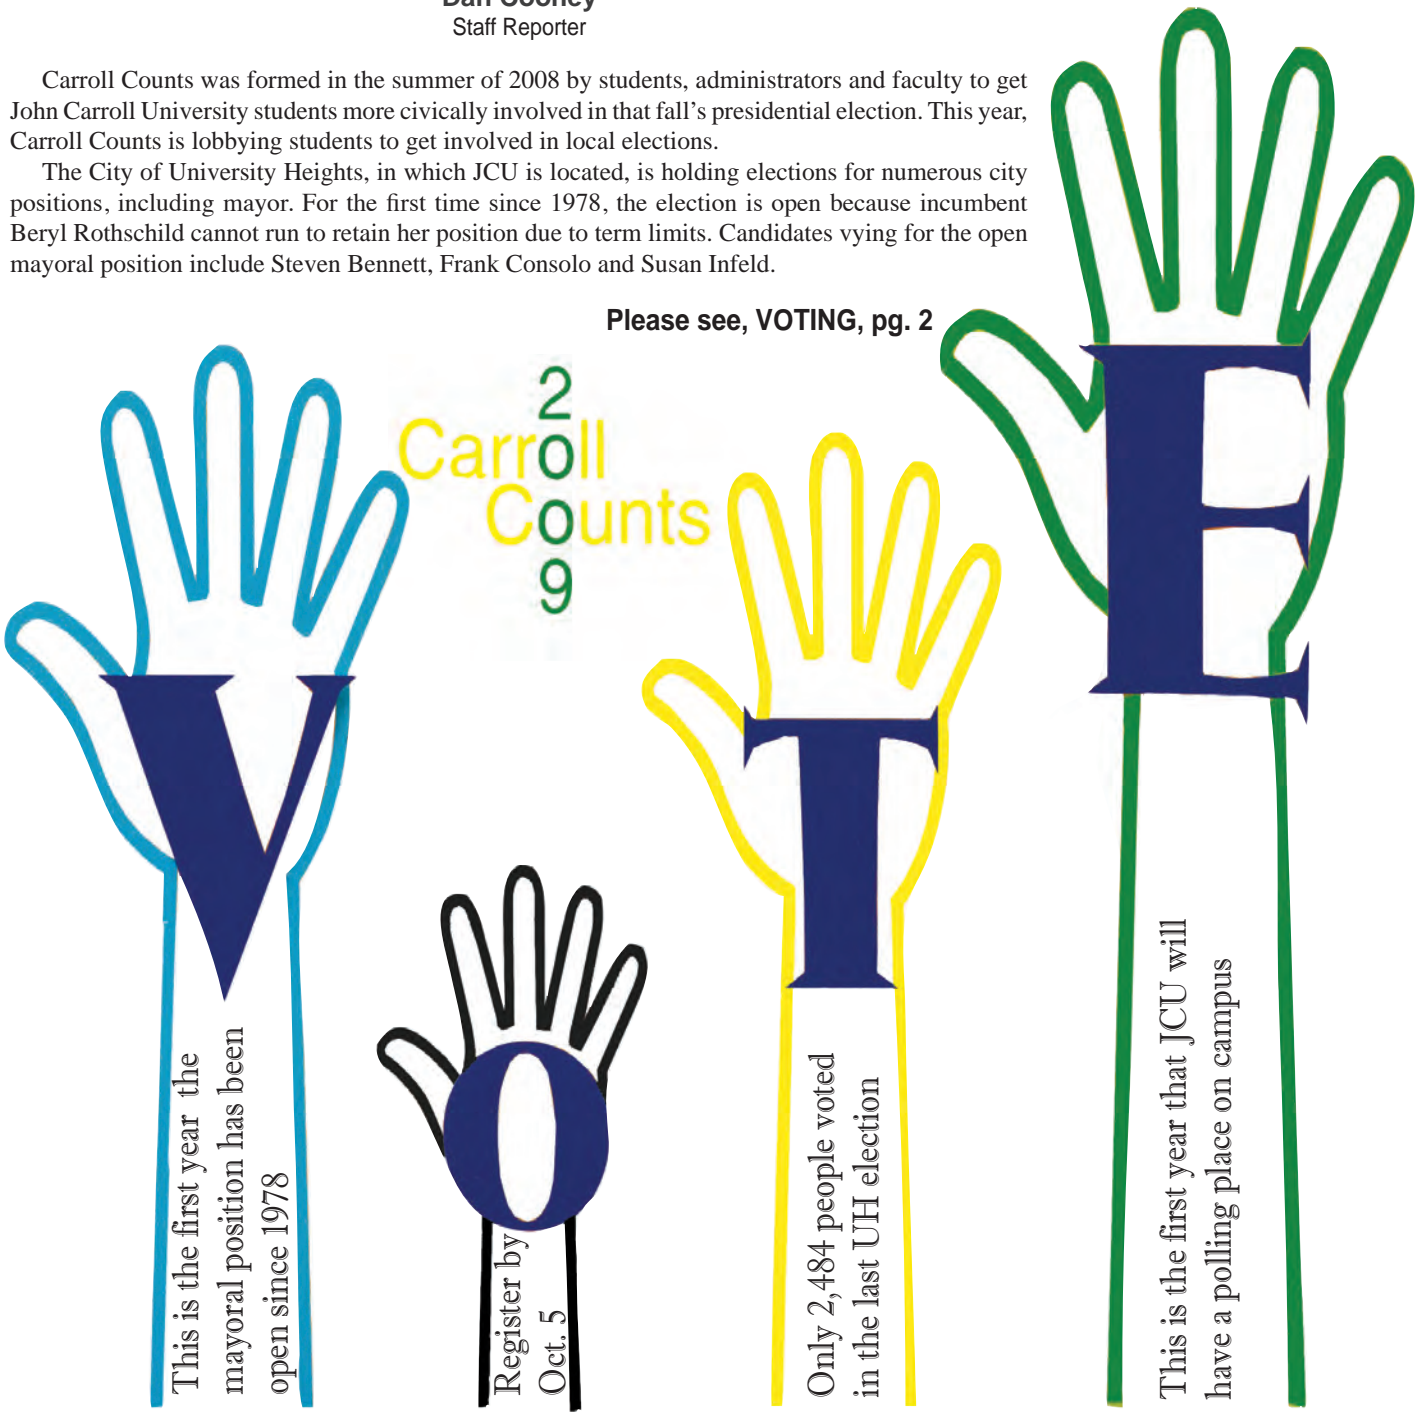 Dan Cooney
Staff Reporter
Carroll Counts was formed in the summer of 2008 by students, administrators and faculty to get
John Carroll University students more civically involved in that fall's presidential election. This year,
Carroll Counts is lobbying students to get involved in local elections.
The City of University Heights, in which JCU is located, is holding elections for numerous city
positions, including mayor. For the first time since 1978, the election is open because incumbent
Beryl Rothschild cannot run to retain her position due to term limits. Candidates vying for the open
mayoral position include Steven Bennett, Frank Consolo and Susan Infeld.
Please see, VOTING, pg. 2
2
Carroll
Counts
9
V
O
T
E
This is the first year the
mayoral position has been
open since 1978
Register by
Oct. 5
Only 2,484 people voted
in the last UH election
This is the first year that JCU will
have a polling place on campus